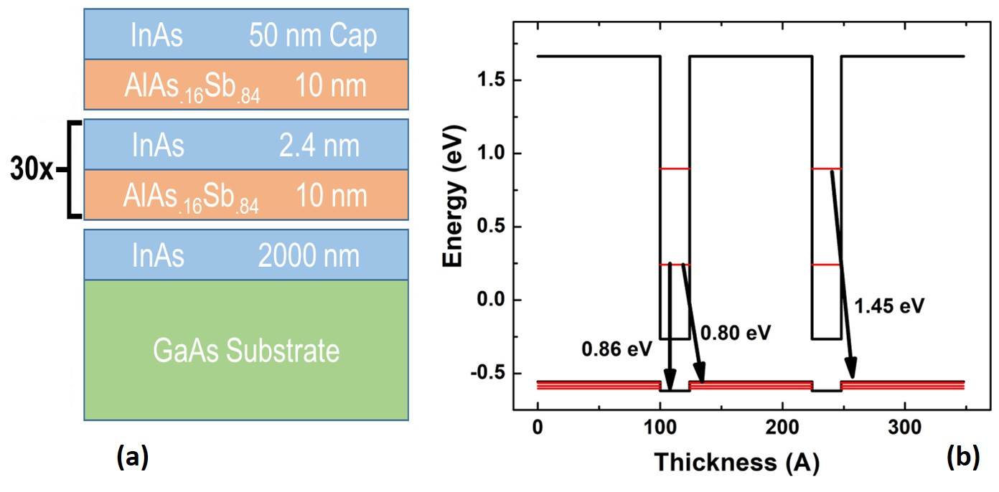 InAs 50 nm Cap
AlAs.16Sb.84 10 nm
30x
InAs 2.4 nm
AlAs.16Sb.84 10 nm
InAs 2000 nm
GaAs Substrate
(a)
Energy (eV)
1.5
1.0
0.5
0.0
-0.5
0.86 eV
0.80 eV
1.45 eV
0 100 200 300
Thickness (A)
(b)